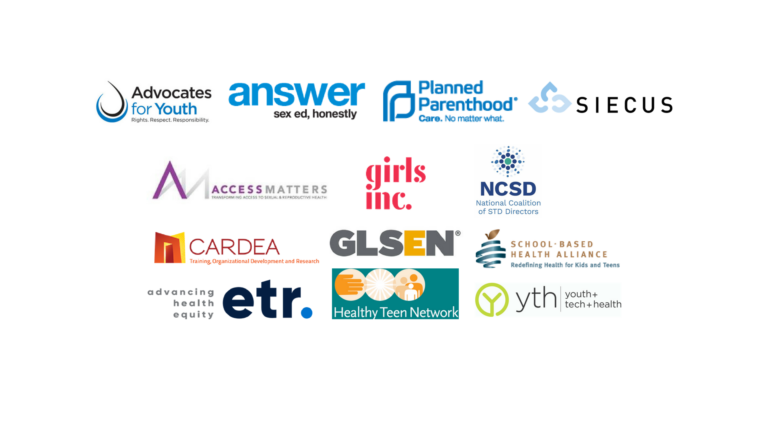 Advocates
for Youth
Rights. Respect. Responsibility.
answer
sex ed, honestly
Planned
Parenthood®
Care. No matter what.
SIECUS
ACCESSMATTERS
TRANSFORMING ACCESS TO SEXUAL & REPRODUCTIVE HEALTH
girls
inc.
NCSD
National Coalition
of STD Directors
CARDEA
Training, Organizational Development and Research
GLSEN®
SCHOOL-BASED
HEALTH ALLIANCE
Redefining Health for Kids and Teens
advancing
health
equity
etr.
Healthy Teen Network
yth
youth+
tech+health